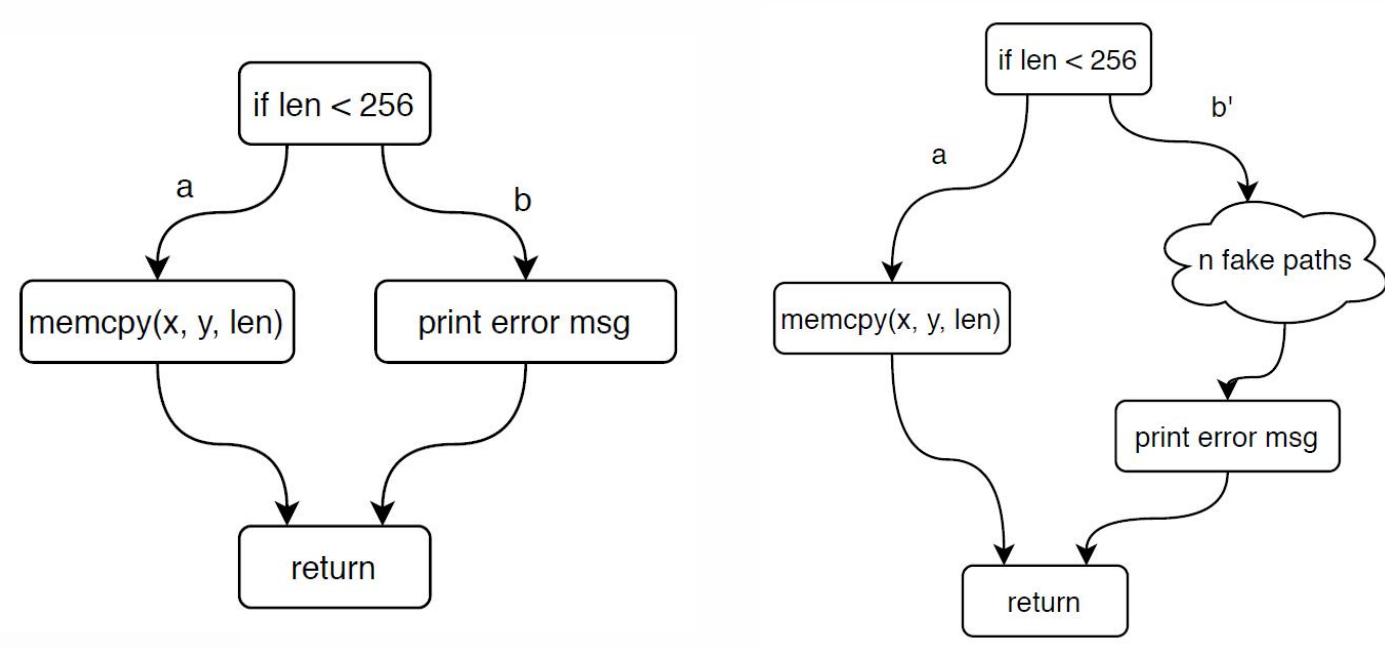 if len < 256
a
b
memcpy(x, y, len)
print error msg
return
if len < 256
b'
a
n fake paths
memcpy(x, y, len)
print error msg
return